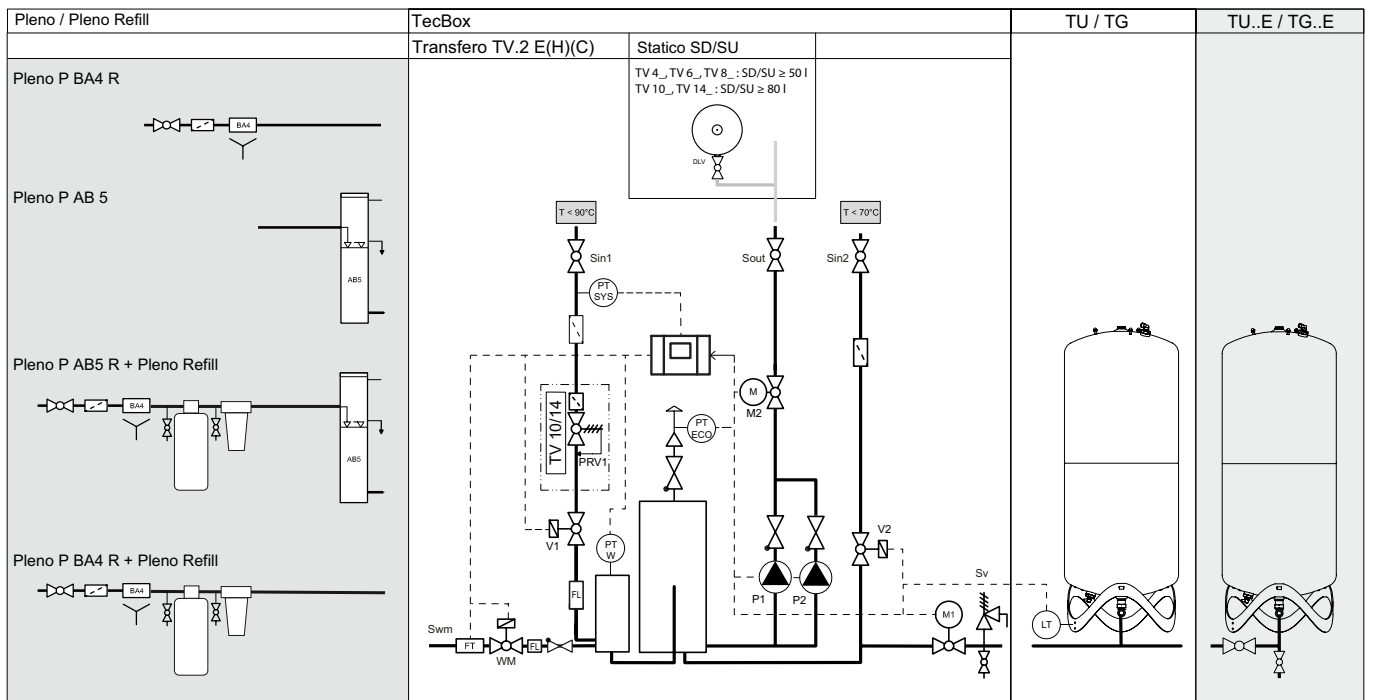 Pleno / Pleno Refill
TecBox
TU / TG
TU..E / TG..E
Transfero TV.2 E(H)(C)
Statico SD/SU
Pleno P BA4 R
BA4
TV 4_, TV 6_, TV 8_ : SD/SU ≥ 50 l
TV 10_, TV 14_ : SD/SU ≥ 80 l
DLV
Pleno P AB 5
AB5
T < 90°C
T < 70°C
Sin1
Sout
Sin2
PT
SYS
Pleno P AB5 R + Pleno Refill
BA4
AB5
M
M2
TV 10/14
PT
ECO
PRV1
V1
V2
PT
W
Pleno P BA4 R + Pleno Refill
BA4
FL
P1
P2
Sv
M1
LT
Swm
FT
FL
WM